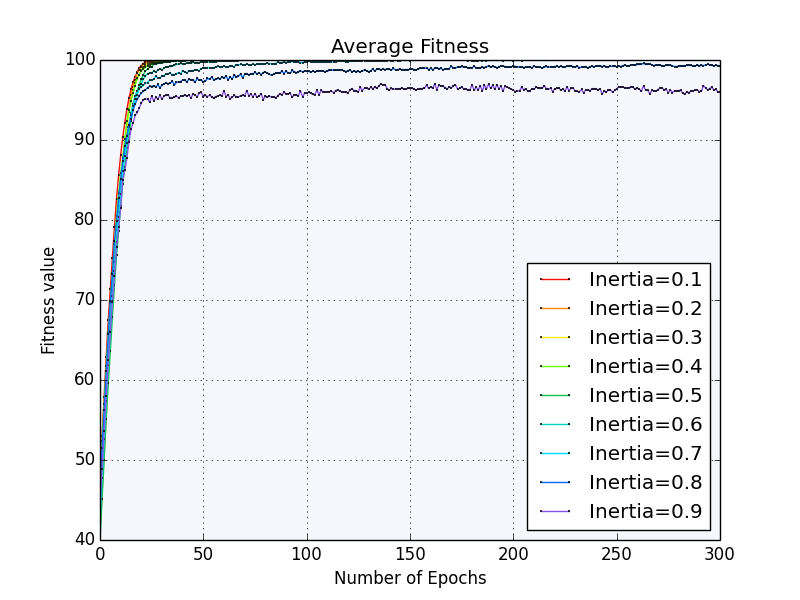 Average Fitness
100
90
80
70
60
50
40
Fitness value
Inertia=0.1
Inertia=0.2
Inertia=0.3
Inertia=0.4
Inertia=0.5
Inertia=0.6
Inertia=0.7
Inertia=0.8
Inertia=0.9
0 50 100 150 200 250 300
Number of Epochs